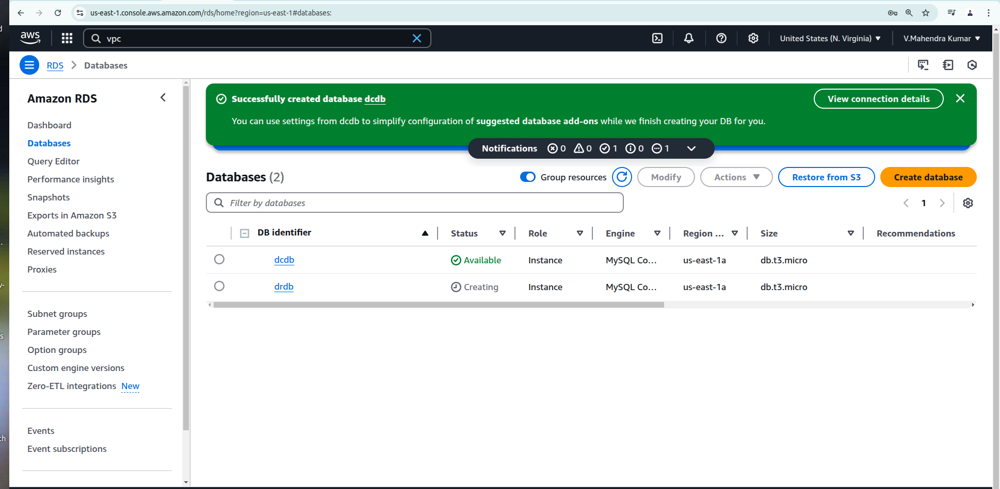 us-east-1.console.aws.amazon.com/rds/home?region=us-east-1#databases:
aws
vpc
United States (N. Virginia)
V.Mahendra Kumar
RDS
Databases
Amazon RDS
Dashboard
Databases
Query Editor
Performance insights
Snapshots
Exports in Amazon S3
Automated backups
Reserved instances
Proxies
Subnet groups
Parameter groups
Option groups
Custom engine versions
Zero-ETL integrations New
Events
Event subscriptions
Successfully created database dcdb
View connection details
You can use settings from dcdb to simplify configuration of suggested database add-ons while we finish creating your DB for you.
Notifications 0 0 1 0 1
Databases (2)
Group resources
Modify
Actions
Restore from S3
Create database
Filter by databases
1
DB identifier Status Role Engine Region ... Size Recommendations
dcdb Available Instance MySQL Co... us-east-1a db.t3.micro
drdb Creating Instance MySQL Co... us-east-1a db.t3.micro